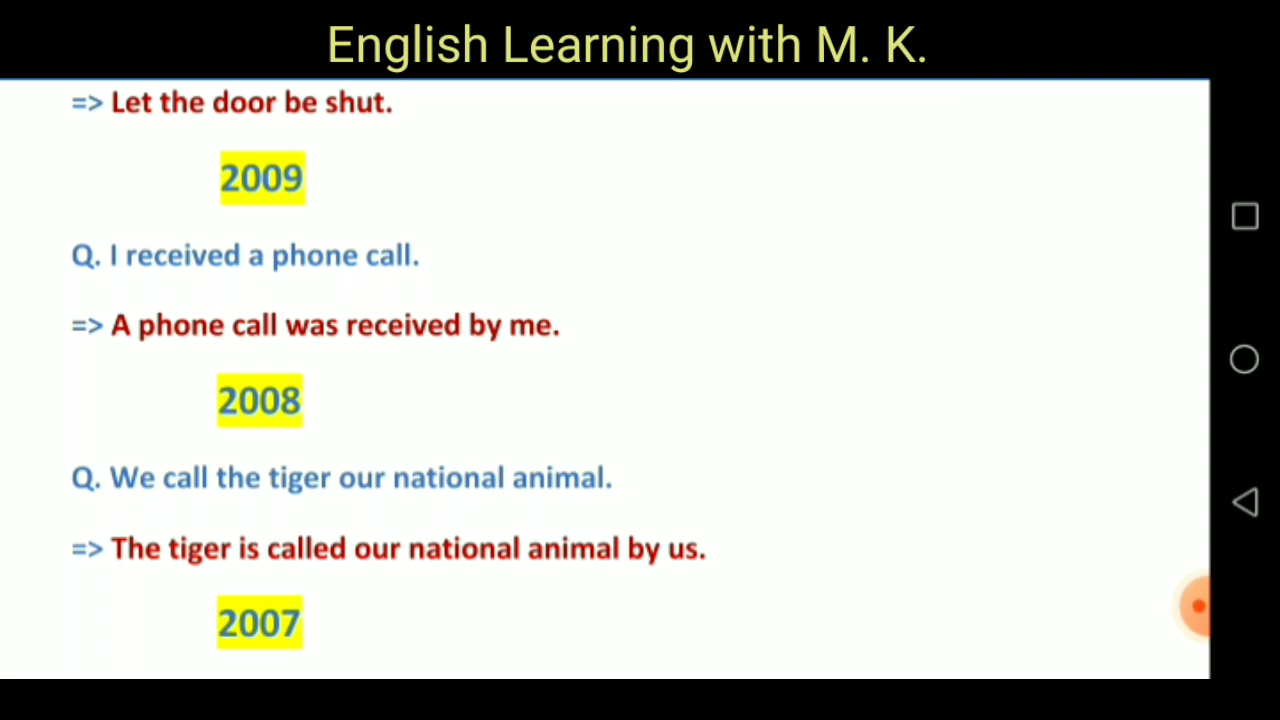 English Learning with M. K.
=> Let the door be shut.
2009
Q. I received a phone call.
=> A phone call was received by me.
2008
Q. We call the tiger our national animal.
=> The tiger is called our national animal by us.
2007